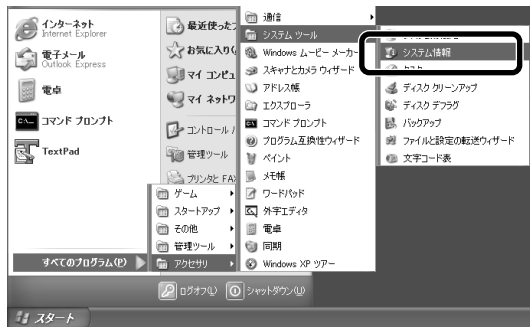 インターネット
Internet Explorer
電子メール
Outlook Express
電卓
コマンド プロンプト
TextPad
すべてのプログラム(P)
最近使った
お気に入り(
マイ コンピュ
マイ ネットワ
コントロール
管理ツール
プリンタと FAX
ゲーム
スタートアップ
その他
管理ツール
アクセサリ
通信
システム ツール
Windows ムービー メーカー
スキャナとカメラ ウィザード
アドレス帳
エクスプローラ
コマンド プロンプト
プログラム互換性ウィザード
ペイント
メモ帳
ワードパッド
外字エディタ
電卓
同期
Windows XP ツアー
システム情報
ディスク クリーンアップ
ディスク デフラグ
バックアップ
ファイルと設定の転送ウィザード
文字コード表
ログオフ(L)
シャットダウン(U)
スタート